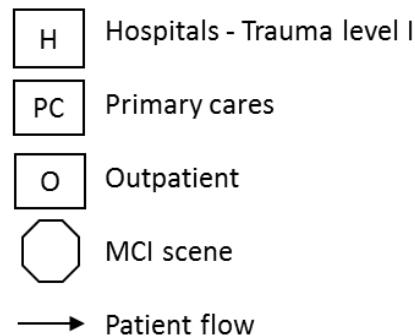 H Hospitals - Trauma level I
PC Primary cares
O Outpatient
MCI scene
Patient flow